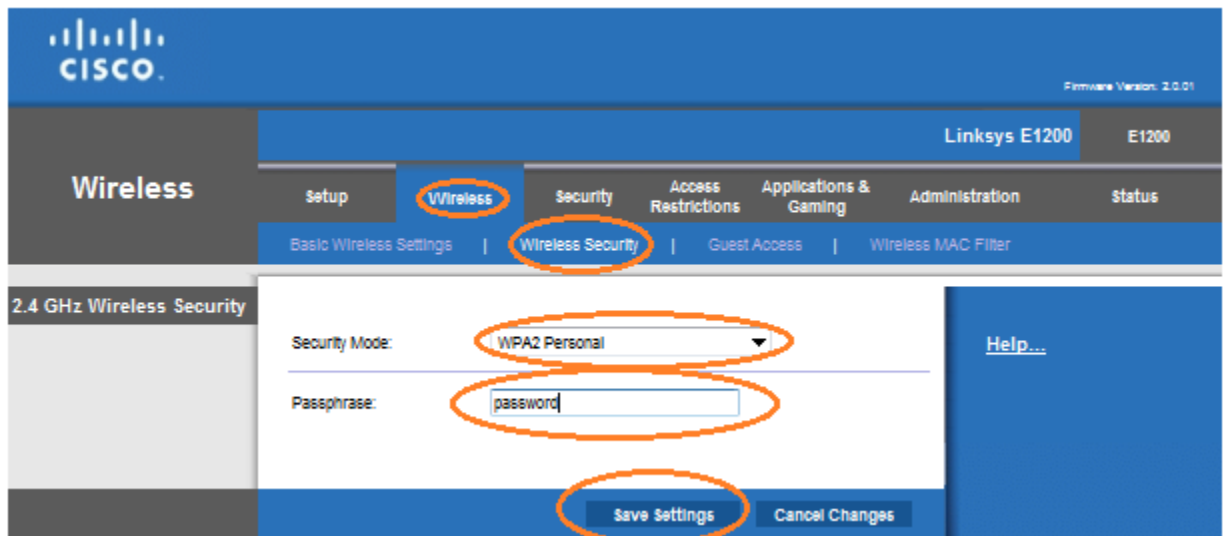 CISCO.
Firmware Version: 2.0.01
Linksys E1200 E1200
Wireless
Setup Wireless Security Access Restrictions Applications & Gaming Administration Status
Basic Wireless Settings | Wireless Security | Guest Access | Wireless MAC Filter
2.4 GHz Wireless Security
Security Mode: WPA2 Personal
Help...
Passphrase: password
Save Settings Cancel Changes